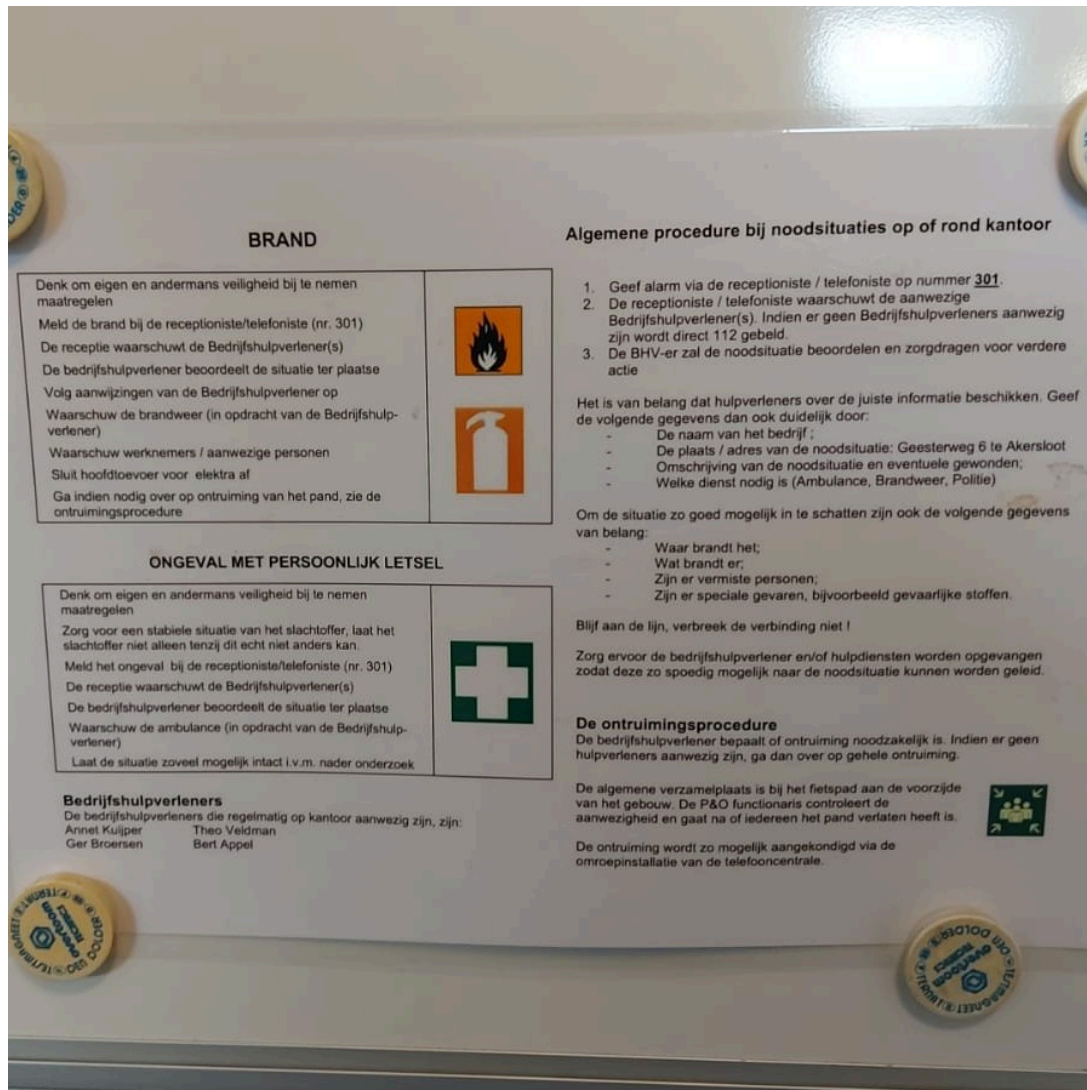 BRAND
Denk om eigen en andermans veiligheid bij te nemen
maatregelen
Meld de brand bij de receptioniste/telefoniste (nr. 301)
De receptie waarschuwt de Bedrijfshulpverlener(s)
De bedrijfshulpverlener beoordeelt de situatie ter plaatse
Volg aanwijzingen van de Bedrijfshulpverlener op
Waarschuw de brandweer (in opdracht van de Bedrijfshulp-
verlener)
Waarschuw werknemers / aanwezige personen
Sluit hoofdtoevoer voor elektra af
Ga indien nodig over op ontruiming van het pand, zie de
ontruimingsprocedure
ONGEVAL MET PERSOONLIJK LETSEL
Denk om eigen en andermans veiligheid bij te nemen
maatregelen
Zorg voor een stabiele situatie van het slachtoffer, laat het
slachtoffer niet alleen tenzij dit echt niet anders kan.
Meld het ongeval bij de receptioniste/telefoniste (nr. 301)
De receptie waarschuwt de Bedrijfshulpverlener(s)
De bedrijfshulpverlener beoordeelt de situatie ter plaatse
Waarschuw de ambulance (in opdracht van de Bedrijfshulp-
verlener)
Laat de situatie zoveel mogelijk intact i.v.m. nader onderzoek
Bedrijfshulpverleners
De bedrijfshulpverleners die regelmatig op kantoor aanwezig zijn, zijn:
Annet Kuijper Theo Veldman
Ger Broersen Bert Appel
Algemene procedure bij noodsituaties op of rond kantoor
1. Geef alarm via de receptioniste / telefoniste op nummer 301.
2. De receptioniste / telefoniste waarschuwt de aanwezige
Bedrijfshulpverlener(s). Indien er geen Bedrijfshulpverleners aanwezig
zijn wordt direct 112 gebeld.
3. De BHV-er zal de noodsituatie beoordelen en zorgdragen voor verdere
actie
Het is van belang dat hulpverleners over de juiste informatie beschikken. Geef
de volgende gegevens dan ook duidelijk door:
- De naam van het bedrijf ;
- De plaats / adres van de noodsituatie: Geesterweg 6 te Akersloot
- Omschrijving van de noodsituatie en eventuele gewonden;
- Welke dienst nodig is (Ambulance, Brandweer, Politie)
Om de situatie zo goed mogelijk in te schatten zijn ook de volgende gegevens
van belang:
- Waar brandt het;
- Wat brandt er;
- Zijn er vermiste personen;
- Zijn er speciale gevaren, bijvoorbeeld gevaarlijke stoffen.
Blijf aan de lijn, verbreek de verbinding niet !
Zorg ervoor de bedrijfshulpverlener en/of hulpdiensten worden opgevangen
zodat deze zo spoedig mogelijk naar de noodsituatie kunnen worden geleid.
De ontruimingsprocedure
De bedrijfshulpverlener bepaalt of ontruiming noodzakelijk is. Indien er geen
hulpverleners aanwezig zijn, ga dan over op gehele ontruiming.
De algemene verzamelplaats is bij het fietspad aan de voorzijde
van het gebouw. De P&O functionaris controleert de
aanwezigheid en gaat na of iedereen het pand verlaten heeft is.
De ontruiming wordt zo mogelijk aangekondigd via de
omroepinstallatie van de telefooncentrale.
overtoom
DEN DOLDER
overtoom
DEN DOLDER